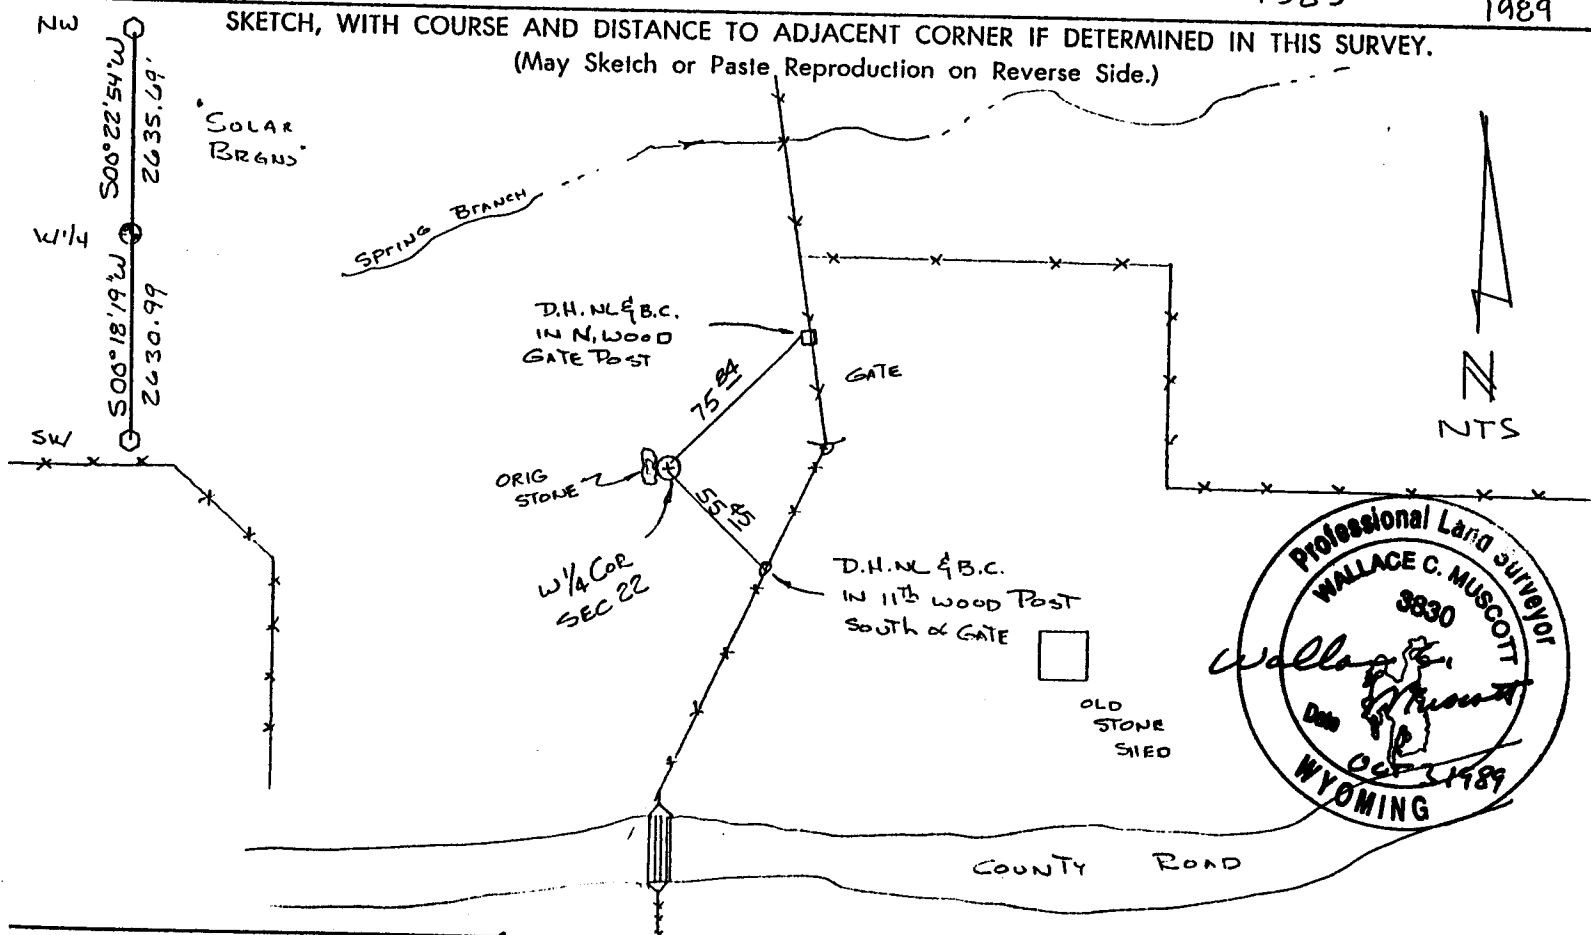 1989
SKETCH, WITH COURSE AND DISTANCE TO ADJACENT CORNER IF DETERMINED IN THIS SURVEY.
(May Sketch or Paste Reproduction on Reverse Side.)
NW
S00°22'54"W
2635.69'
"SOLAR
BRGNS"
W1/4
S00°18'19"W
2630.99
SW
SPRING BRANCH
D.H. NL & B.C.
IN N. WOOD
GATE POST
GATE
75 84
ORIG
STONE
55 45
W 1/4 COR
SEC 22
D.H. NL & B.C.
IN 11th WOOD POST
SOUTH of GATE
OLD
STONE
SHED
N
NTS
COUNTY ROAD
Professional Land Surveyor
WALLACE C. MUSCOTT
3830
Wallace C.
Muscott
Date
Oct 3 1989
WYOMING